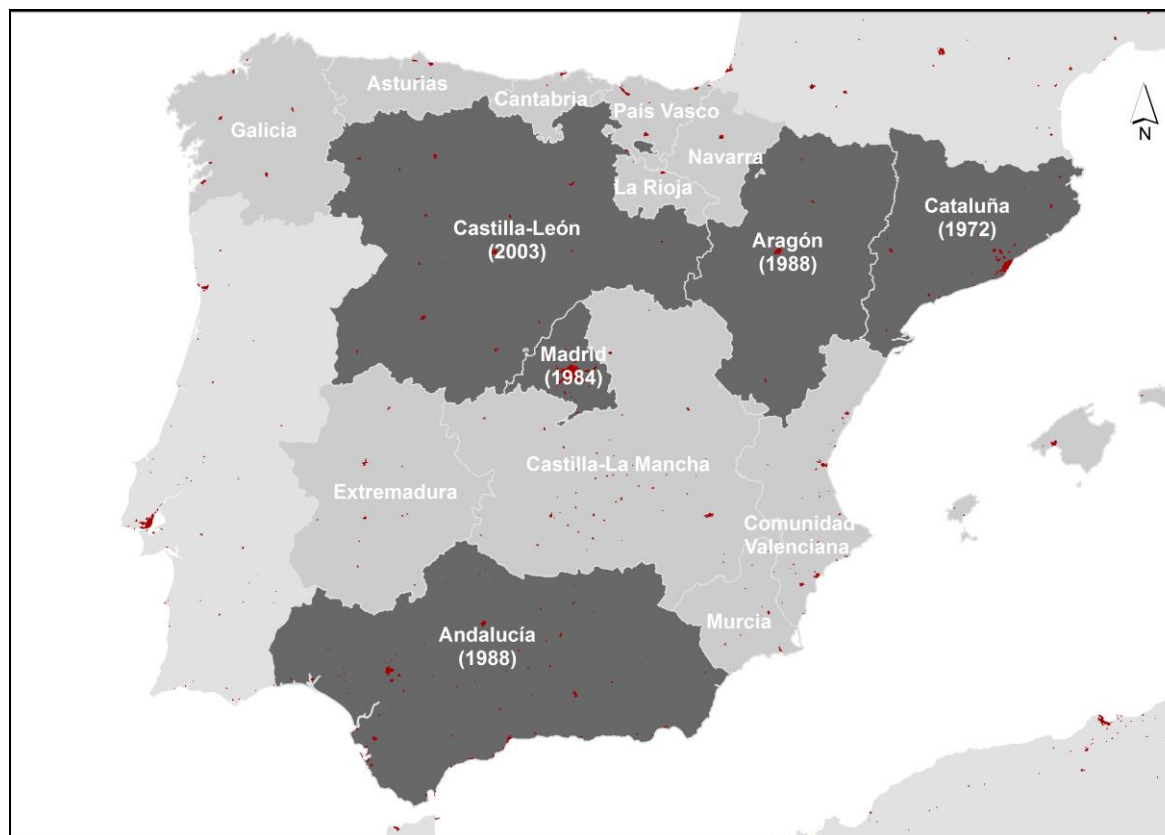 Asturias
Cantabria
País Vasco
Galicia
Navarra
La Rioja
Castilla-León
(2003)
Aragón
(1988)
Cataluña
(1972)
N
Madrid
(1984)
Castilla-La Mancha
Extremadura
Comunidad
Valenciana
Murcia
Andalucía
(1988)